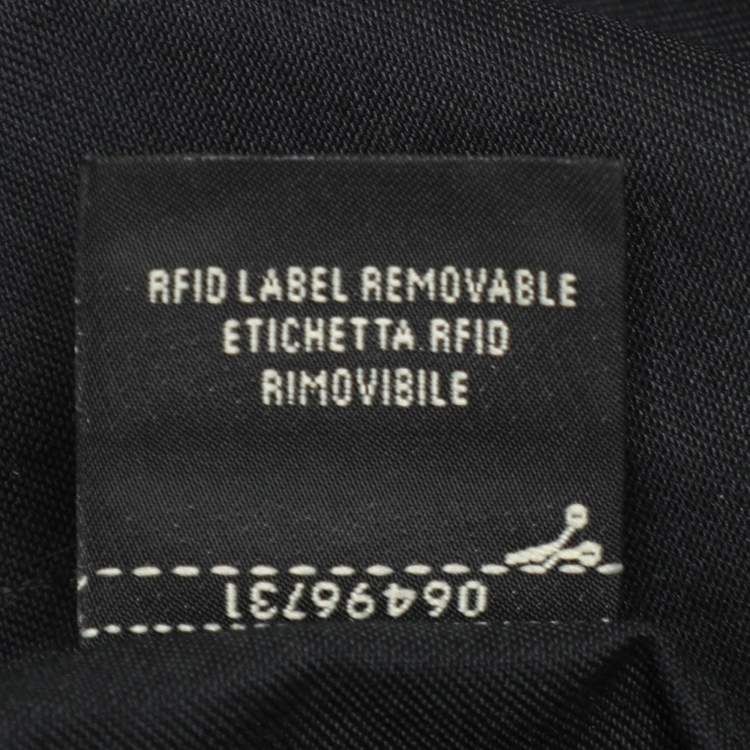 RFID LABEL REMOVABLE
ETICHETTA RFID
RIMOVIBILE
06496731